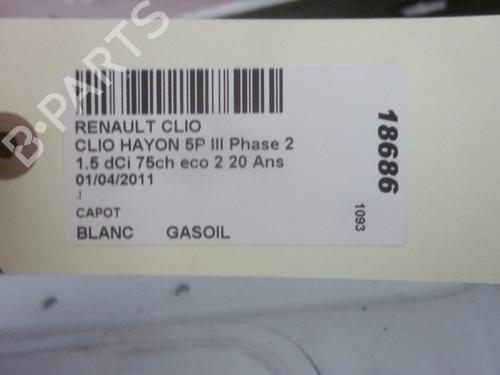 B-PARTS
RENAULT CLIO
CLIO HAYON 5P III Phase 2
1.5 dCi 75ch eco 2 20 Ans
01/04/2011
J
CAPOT
BLANC GASOIL
18686
1093